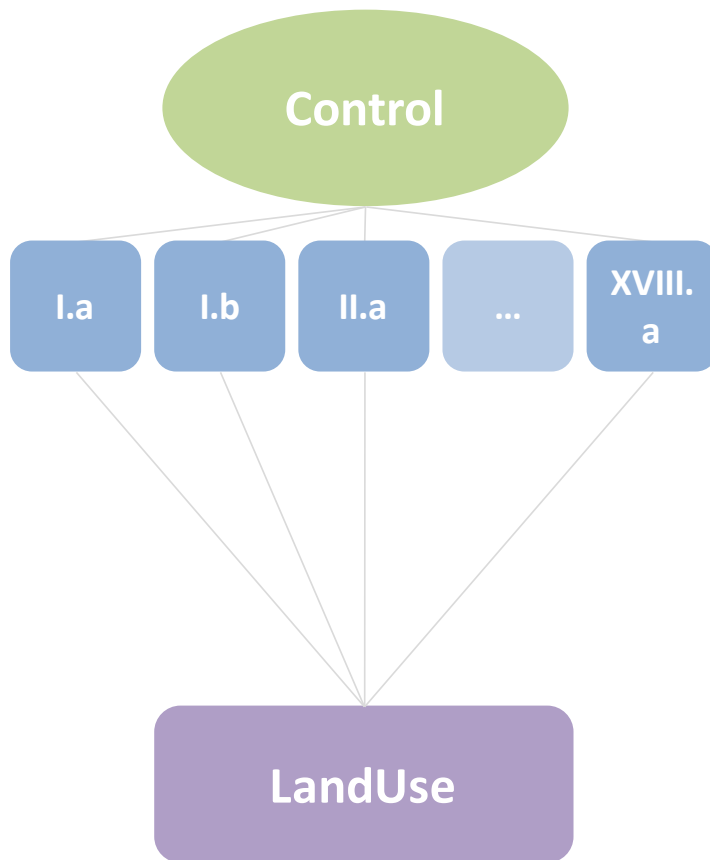 Control
I.a
I.b
II.a
...
XVIII.
a
LandUse